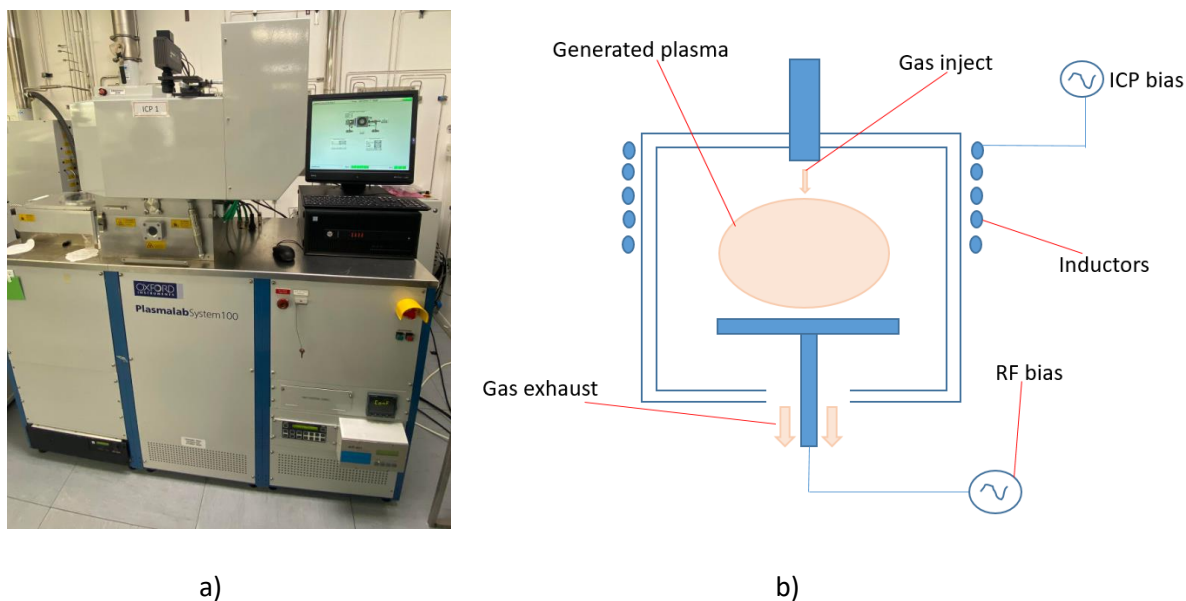 ICP 1
OXFORD
INSTRUMENTS
PlasmalabSystem100
Generated plasma
Gas inject
ICP bias
Inductors
Gas exhaust
RF bias
a)
b)